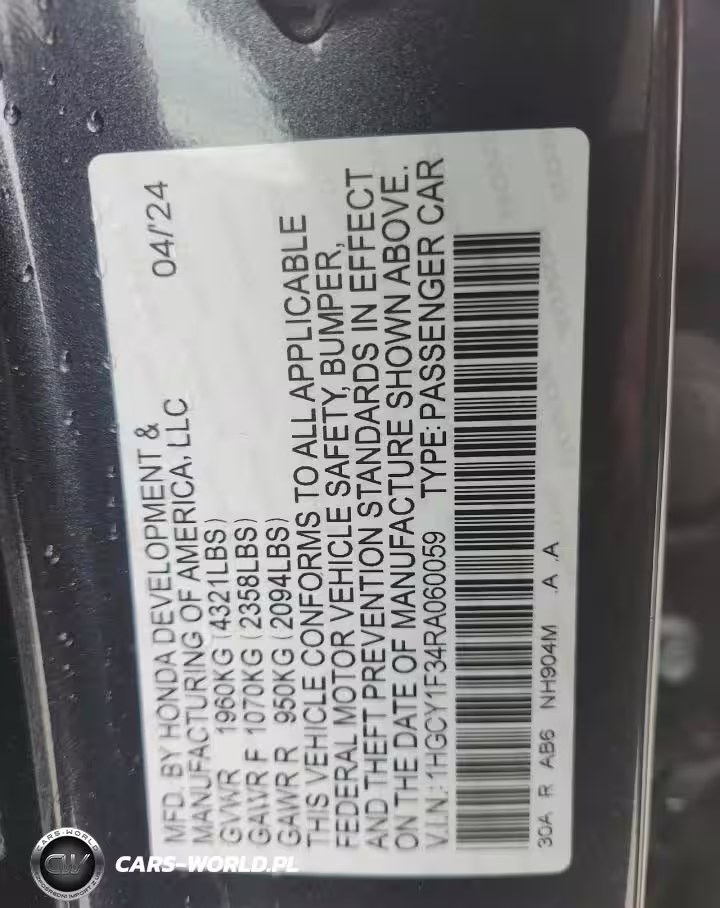 MFD. BY HONDA DEVELOPMENT & 04/'24
MANUFACTURING OF AMERICA, LLC
GVWR 1960KG (4321LBS)
GAWR F 1070KG (2358LBS)
GAWR R 950KG (2094LBS)
THIS VEHICLE CONFORMS TO ALL APPLICABLE
FEDERAL MOTOR VEHICLE SAFETY, BUMPER,
AND THEFT PREVENTION STANDARDS IN EFFECT
ON THE DATE OF MANUFACTURE SHOWN ABOVE.
V.I.N.: 1HGCY1F34RA060059 TYPE: PASSENGER CAR
30A R AB6 NH904M .A .A
CW
CARS-WORLD.PL